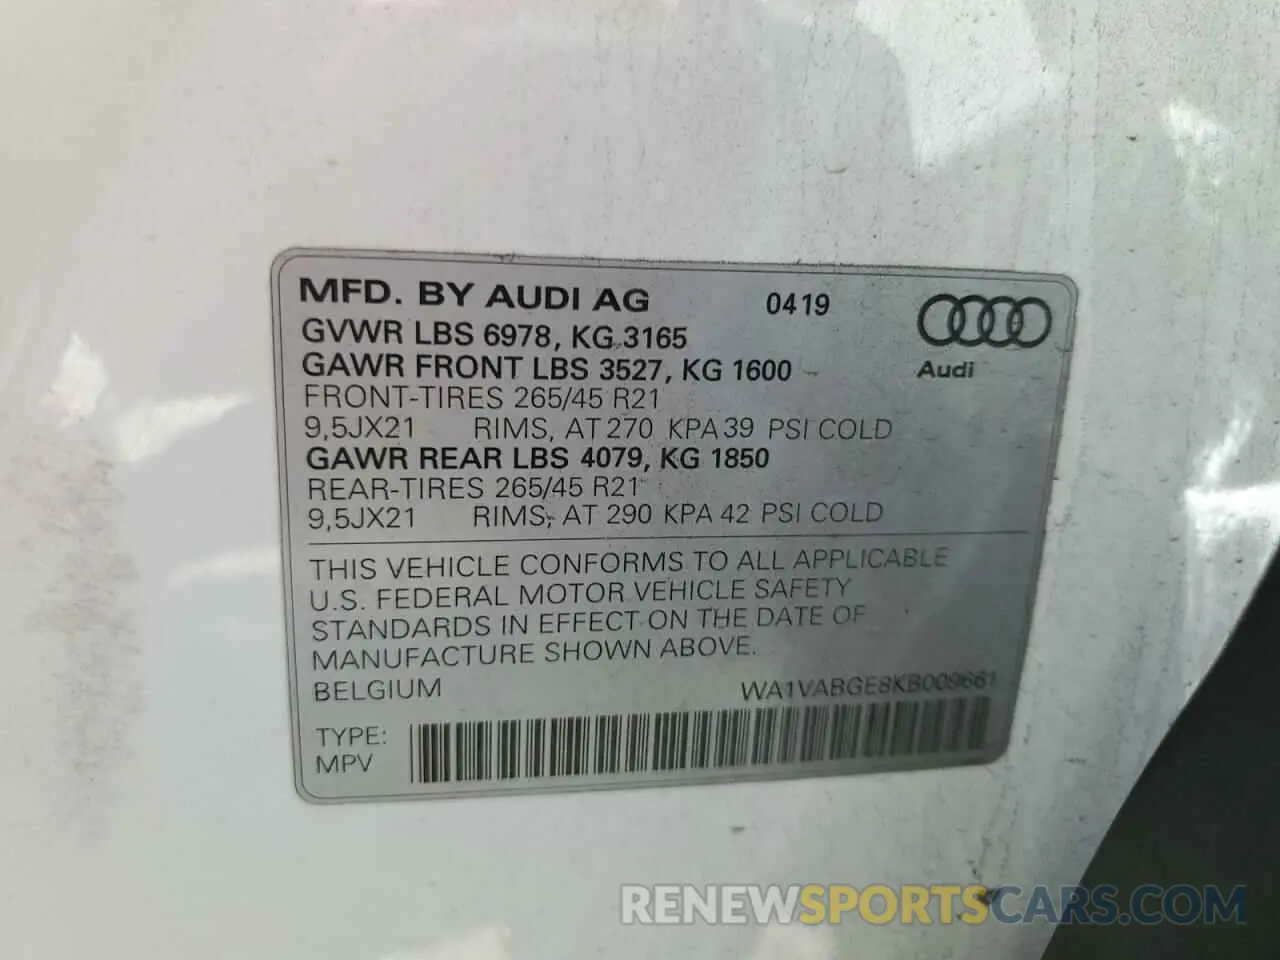 MFD. BY AUDI AG 0419
GVWR LBS 6978, KG 3165
GAWR FRONT LBS 3527, KG 1600
Audi
FRONT-TIRES 265/45 R21
9,5JX21 RIMS, AT 270 KPA 39 PSI COLD
GAWR REAR LBS 4079, KG 1850
REAR-TIRES 265/45 R21
9,5JX21 RIMS, AT 290 KPA 42 PSI COLD
THIS VEHICLE CONFORMS TO ALL APPLICABLE
U.S. FEDERAL MOTOR VEHICLE SAFETY
STANDARDS IN EFFECT ON THE DATE OF
MANUFACTURE SHOWN ABOVE.
BELGIUM WA1VABGE8KB009661
TYPE:
MPV
RENEWSPORTSCARS.COM